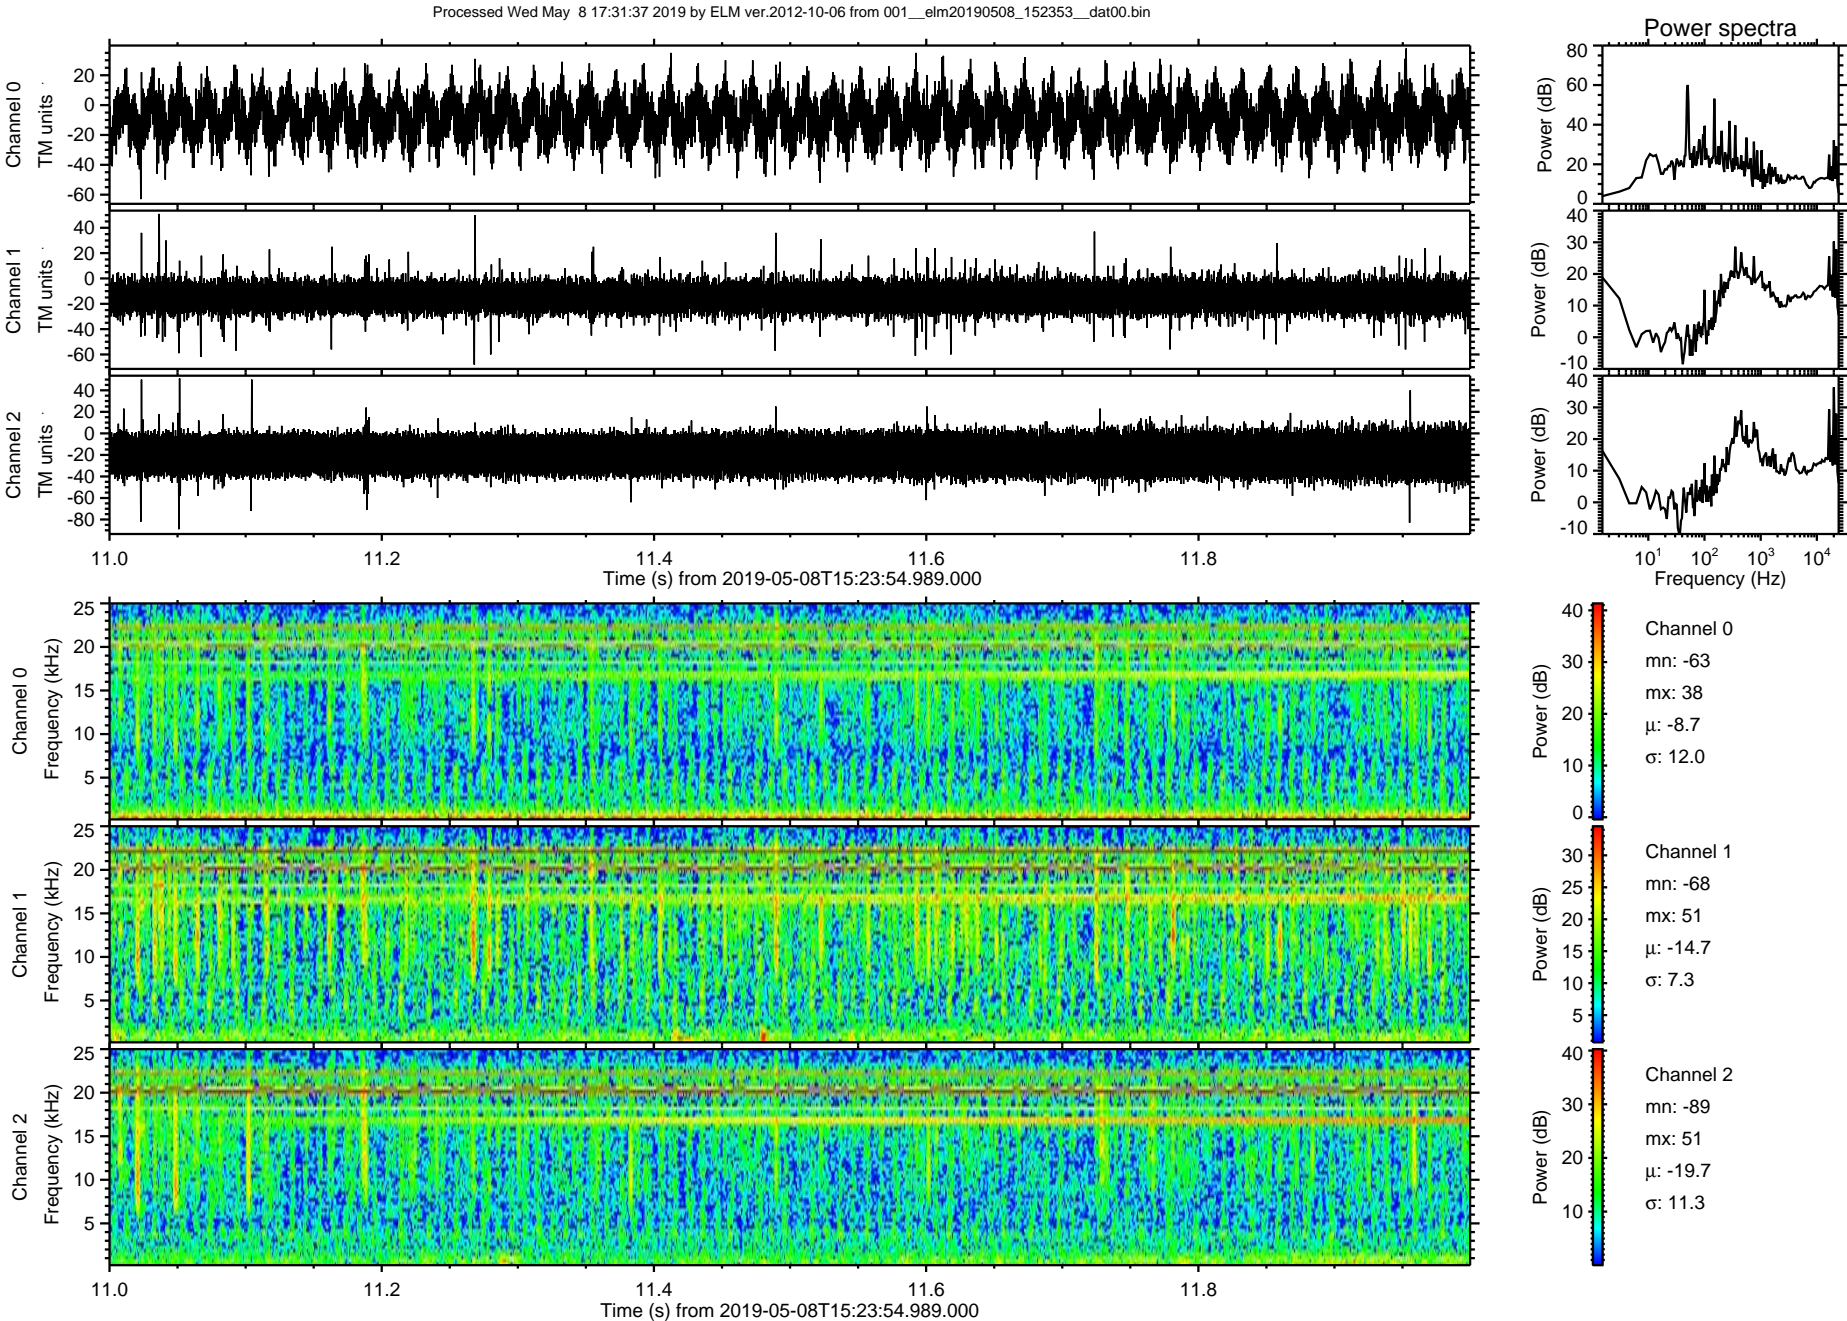 Processed Wed May  8 17:31:37 2019 by ELM ver.2012-10-06 from 001__elm20190508_152353__dat00.bin
Power spectra
Channel 0
TM units
20
0
-20
-40
-60
Power (dB)
80
60
40
20
0
Channel 1
TM units
40
20
0
-20
-40
-60
Power (dB)
40
30
20
10
0
-10
Channel 2
TM units
40
20
0
-20
-40
-60
-80
Power (dB)
40
30
20
10
0
-10
11.0 11.2 11.4 11.6 11.8
Time (s) from 2019-05-08T15:23:54.989.000
10¹ 10² 10³ 10⁴
Frequency (Hz)
Channel 0
Frequency (kHz)
25
20
15
10
5
Power (dB)
40
30
20
10
0
Channel 0
mn: -63
mx: 38
μ: -8.7
σ: 12.0
Channel 1
Frequency (kHz)
25
20
15
10
5
Power (dB)
30
25
20
15
10
5
Channel 1
mn: -68
mx: 51
μ: -14.7
σ: 7.3
Channel 2
Frequency (kHz)
25
20
15
10
5
Power (dB)
40
30
20
10
Channel 2
mn: -89
mx: 51
μ: -19.7
σ: 11.3
11.0 11.2 11.4 11.6 11.8
Time (s) from 2019-05-08T15:23:54.989.000